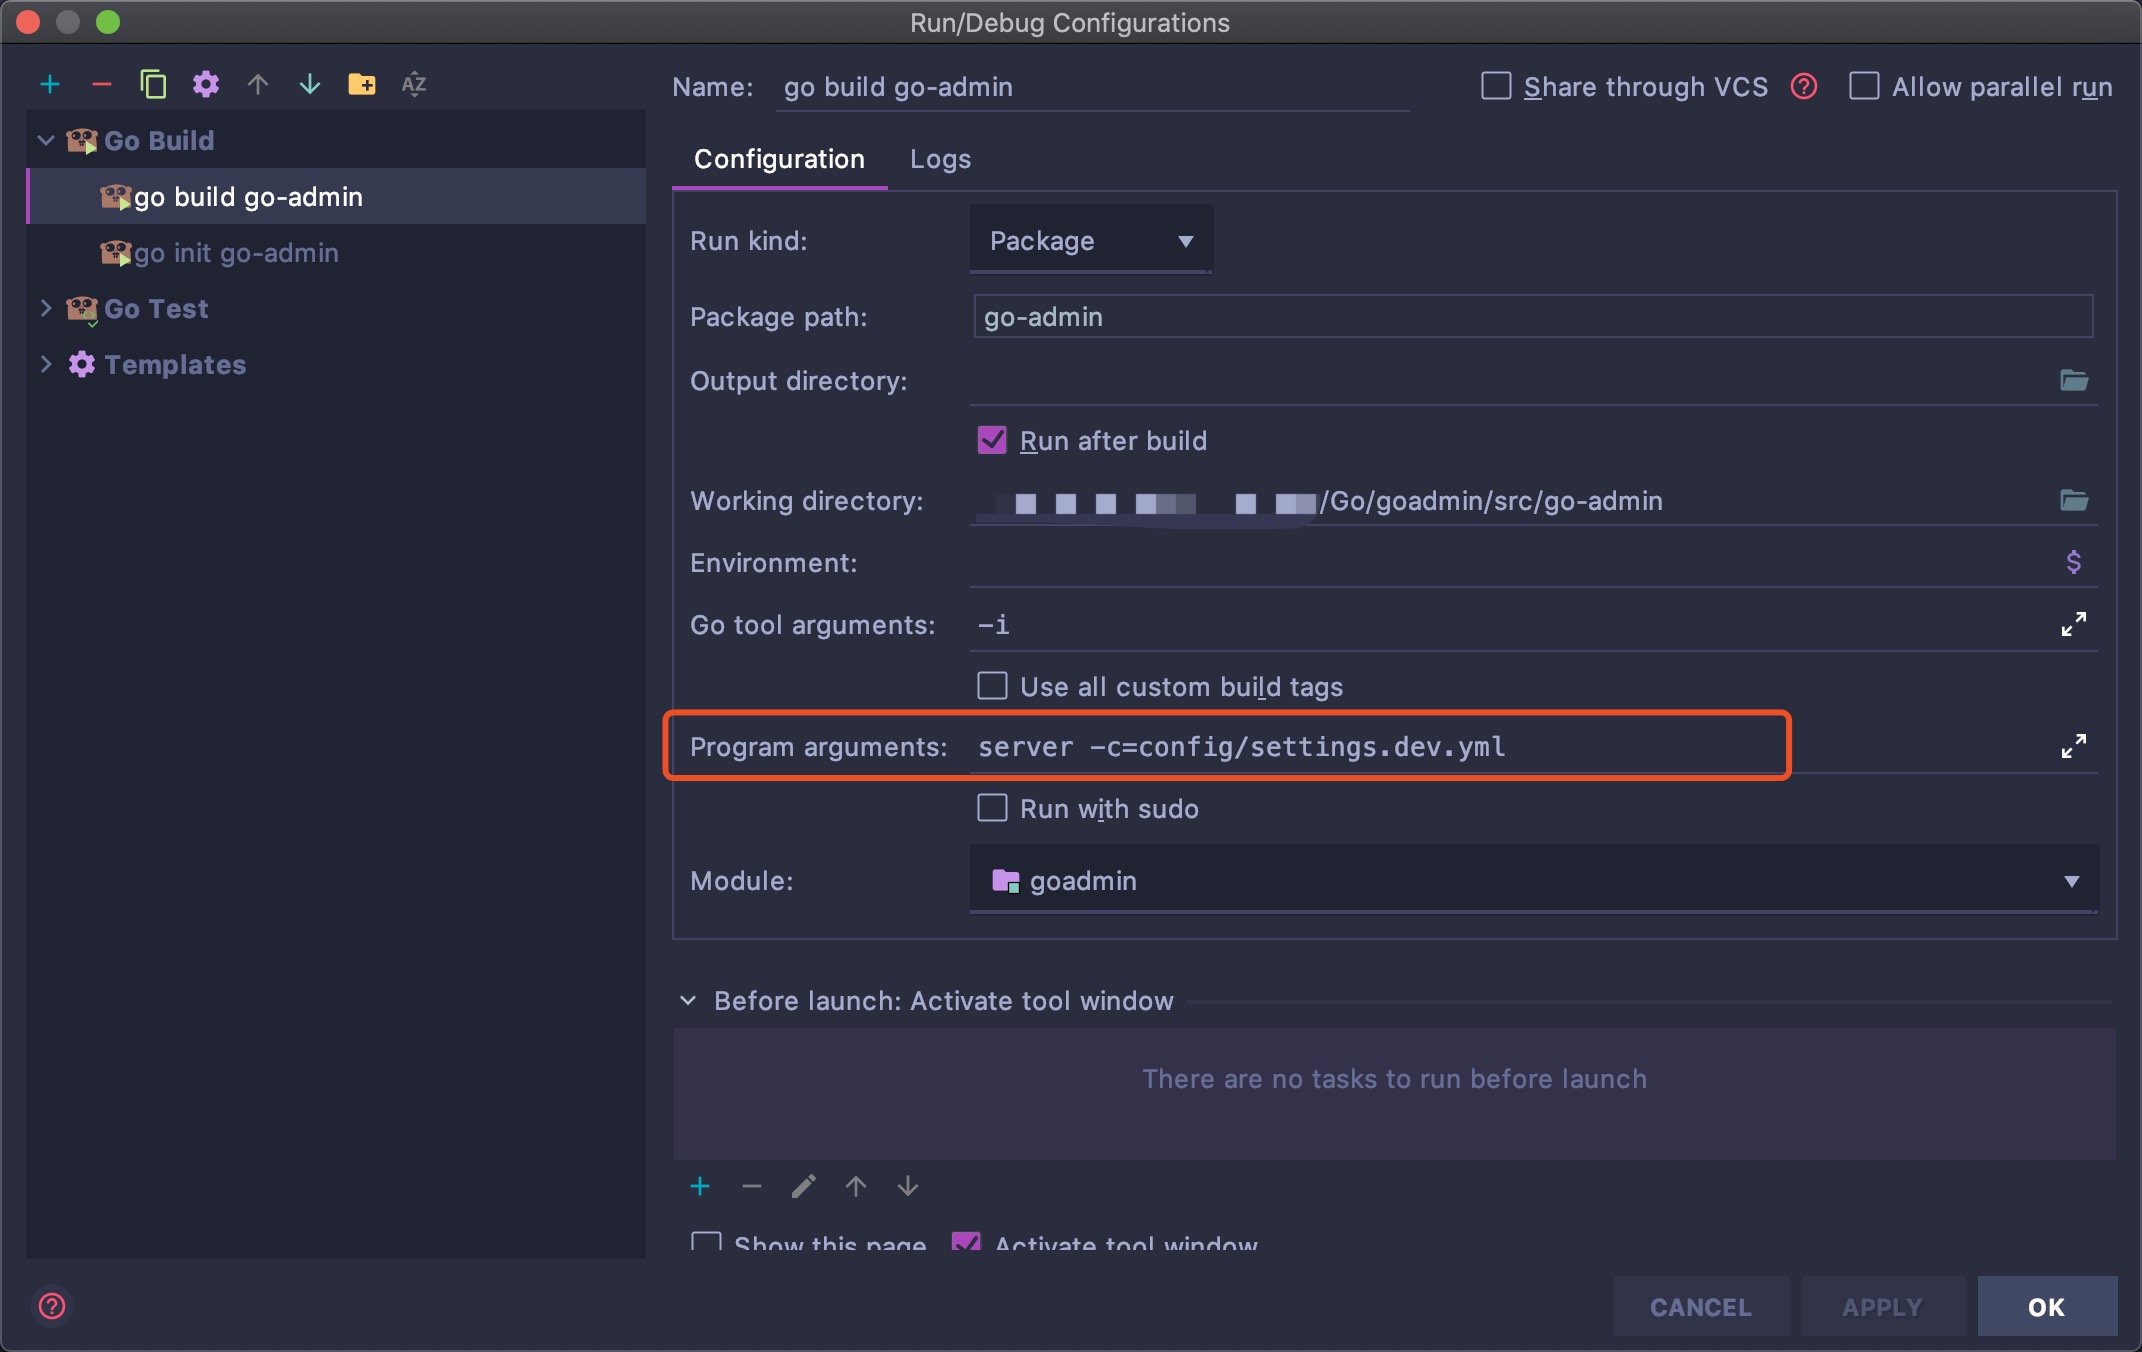 Run/Debug Configurations
Name: go build go-admin
Share through VCS
Allow parallel run
Go Build
go build go-admin
go init go-admin
Go Test
Templates
Configuration Logs
Run kind: Package
Package path: go-admin
Output directory:
Run after build
Working directory: /Go/goadmin/src/go-admin
Environment: $
Go tool arguments: -i
Use all custom build tags
Program arguments: server -c=config/settings.dev.yml
Run with sudo
Module: goadmin
Before launch: Activate tool window
There are no tasks to run before launch
Show this page Activate tool window
? CANCEL APPLY OK